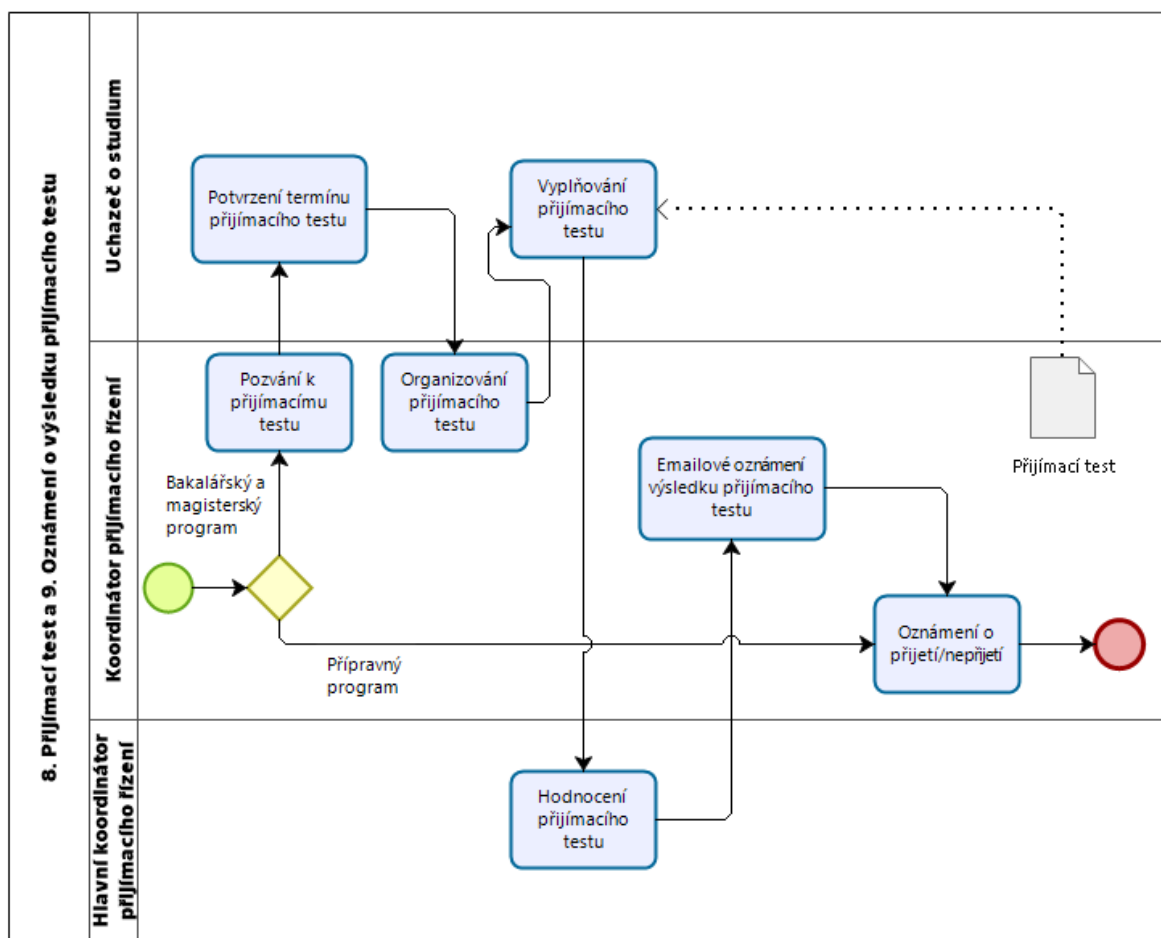 8. Přijímací test a 9. Oznámení o výsledku přijímacího testu
Uchazeč o studium
Potvrzení termínu
přijímacího testu
Vyplňování
přijímacího
testu
Koordinátor přijímacího řízení
Pozvání k
přijímacímu
testu
Organizování
přijímacího
testu
Přijímací test
Bakalářský a
magisterský
program
Emailové oznámení
výsledku přijímacího
testu
Přípravný
program
Oznámení o
přijetí/nepřijetí
Hlavní koordinátor
přijímacího řízení
Hodnocení
přijímacího
testu